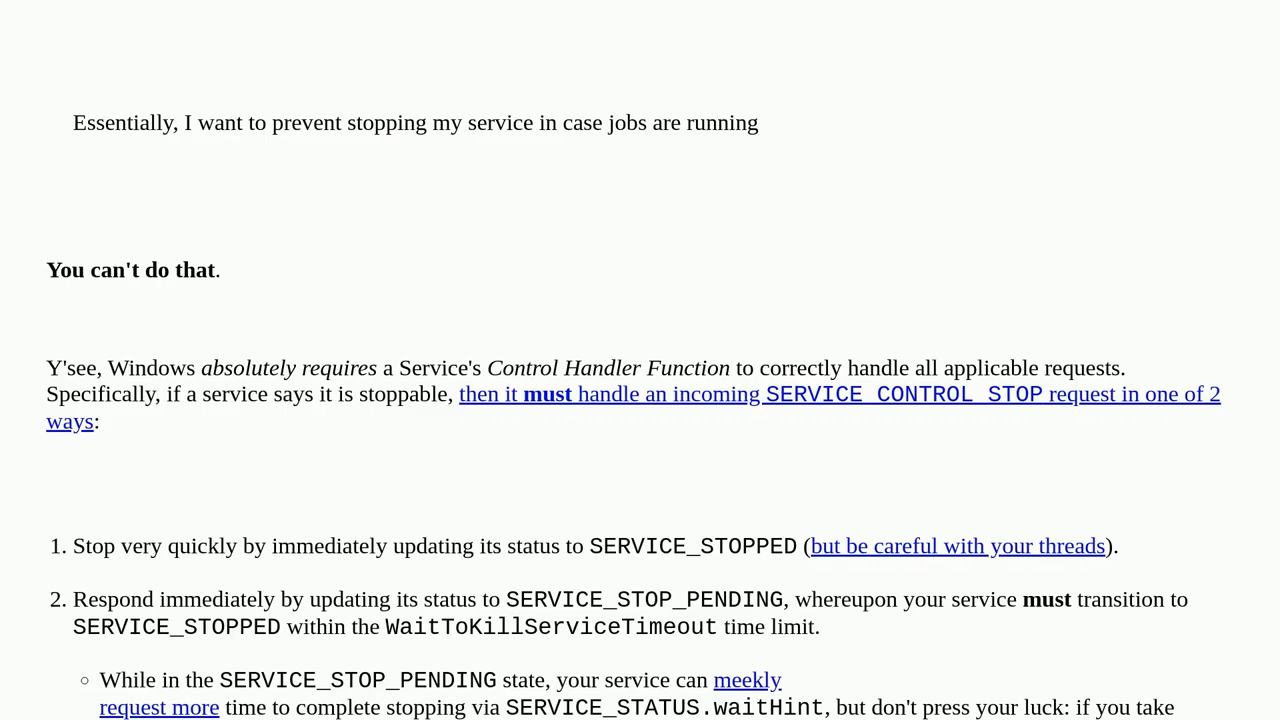 Essentially, I want to prevent stopping my service in case jobs are running
You can't do that.
Y'see, Windows absolutely requires a Service's Control Handler Function to correctly handle all applicable requests.
Specifically, if a service says it is stoppable, then it must handle an incoming SERVICE_CONTROL_STOP request in one of 2
ways:
1. Stop very quickly by immediately updating its status to SERVICE_STOPPED (but be careful with your threads).
2. Respond immediately by updating its status to SERVICE_STOP_PENDING, whereupon your service must transition to
SERVICE_STOPPED within the WaitToKillServiceTimeout time limit.
◦ While in the SERVICE_STOP_PENDING state, your service can meekly
request more time to complete stopping via SERVICE_STATUS.waitHint, but don't press your luck: if you take